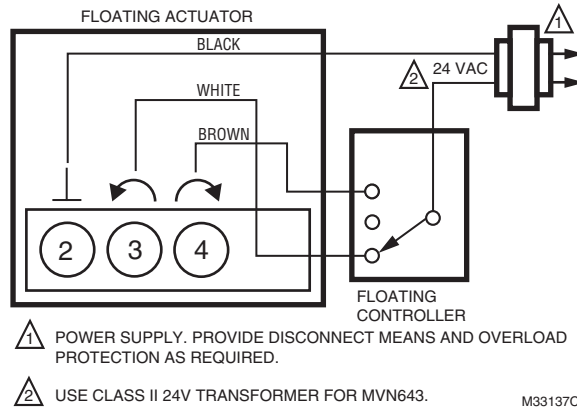 FLOATING ACTUATOR
BLACK
1
2
24 VAC
WHITE
BROWN
2 3 4
FLOATING
CONTROLLER
1 POWER SUPPLY. PROVIDE DISCONNECT MEANS AND OVERLOAD
PROTECTION AS REQUIRED.
2 USE CLASS II 24V TRANSFORMER FOR MVN643.
M33137C